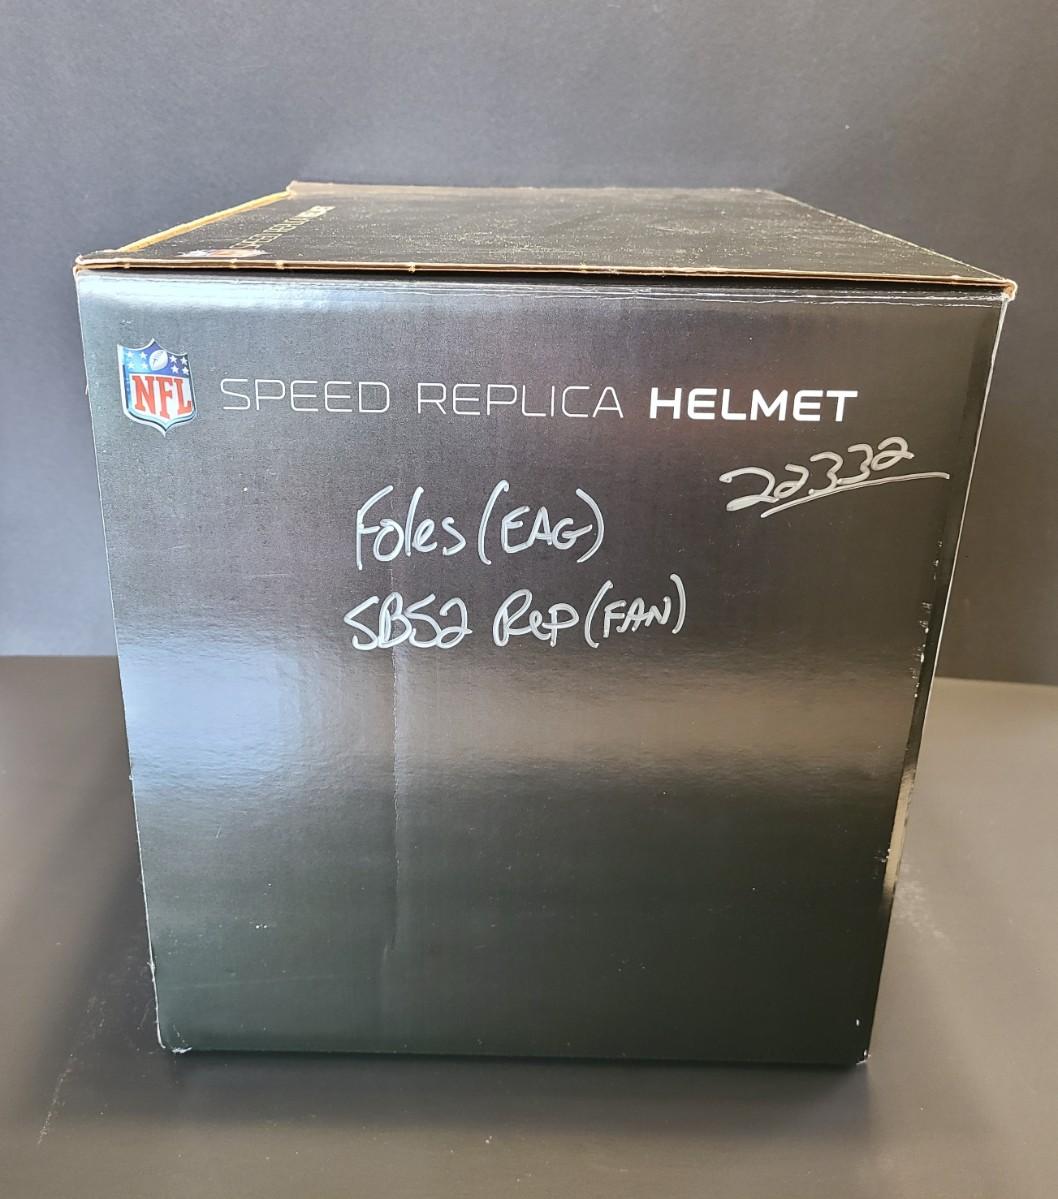 NFL SPEED REPLICA HELMET
22332
Foles (EAG)
SB52 Rep (FAN)